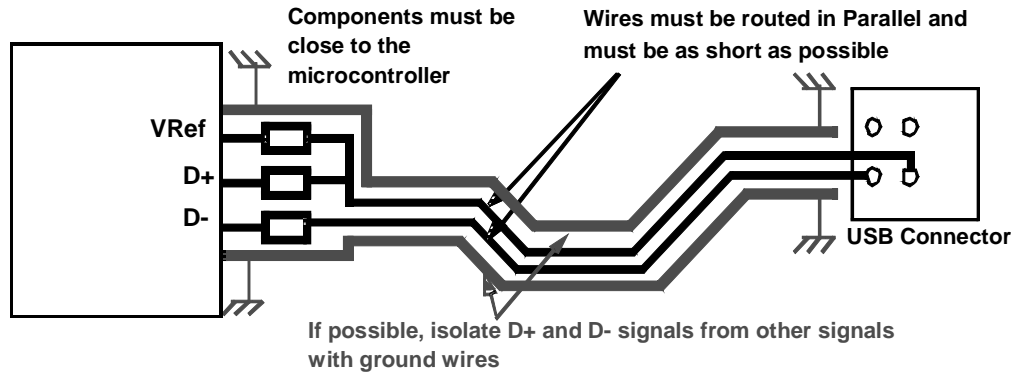 Components must be
close to the
microcontroller
Wires must be routed in Parallel and
must be as short as possible
VRef
D+
D-
USB Connector
If possible, isolate D+ and D- signals from other signals
with ground wires